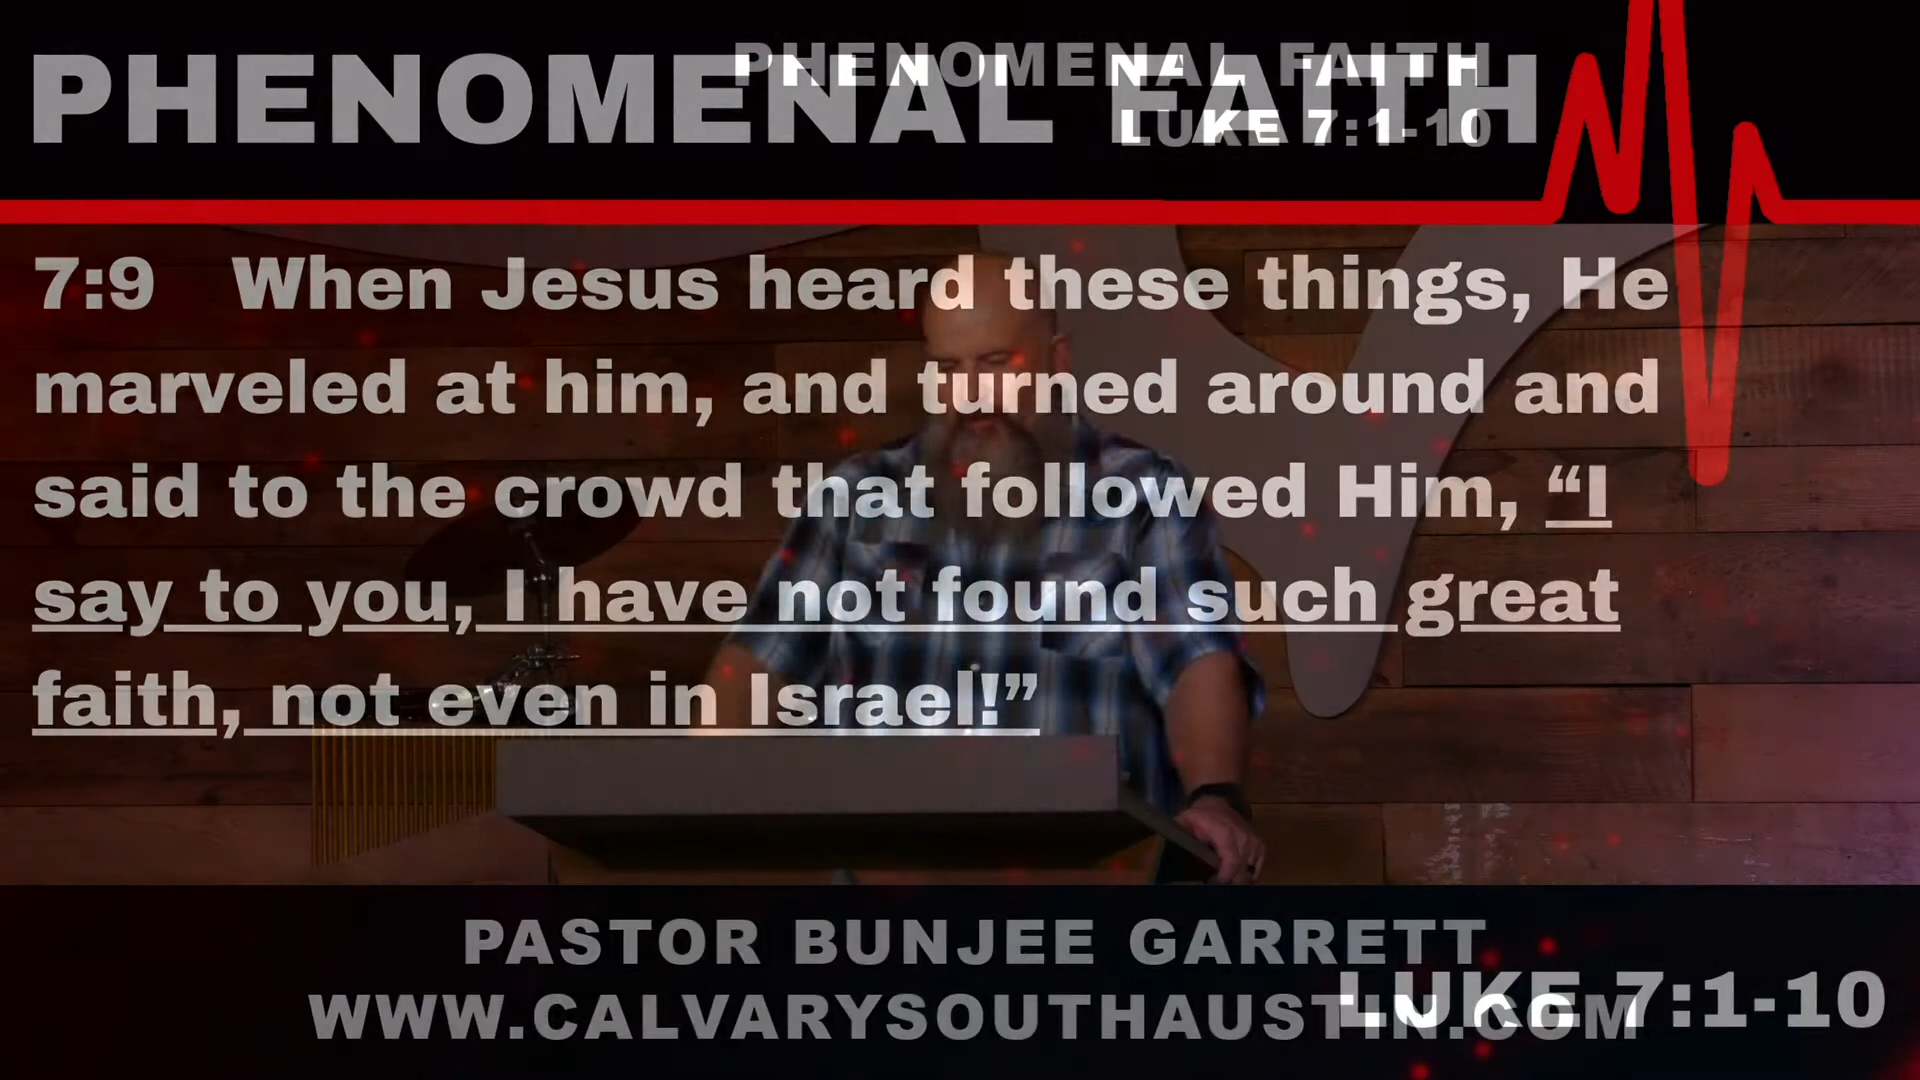 PHENOMENAL FAITH
PHENOMENAL FAITH
LUKE 7:1-10
7:9 When Jesus heard these things, He
marveled at him, and turned around and
said to the crowd that followed Him, “I
say to you, I have not found such great
faith, not even in Israel!”
PASTOR BUNJEE GARRETT
WWW.CALVARYSOUTHAUSTIN.COM
LUKE 7:1-10